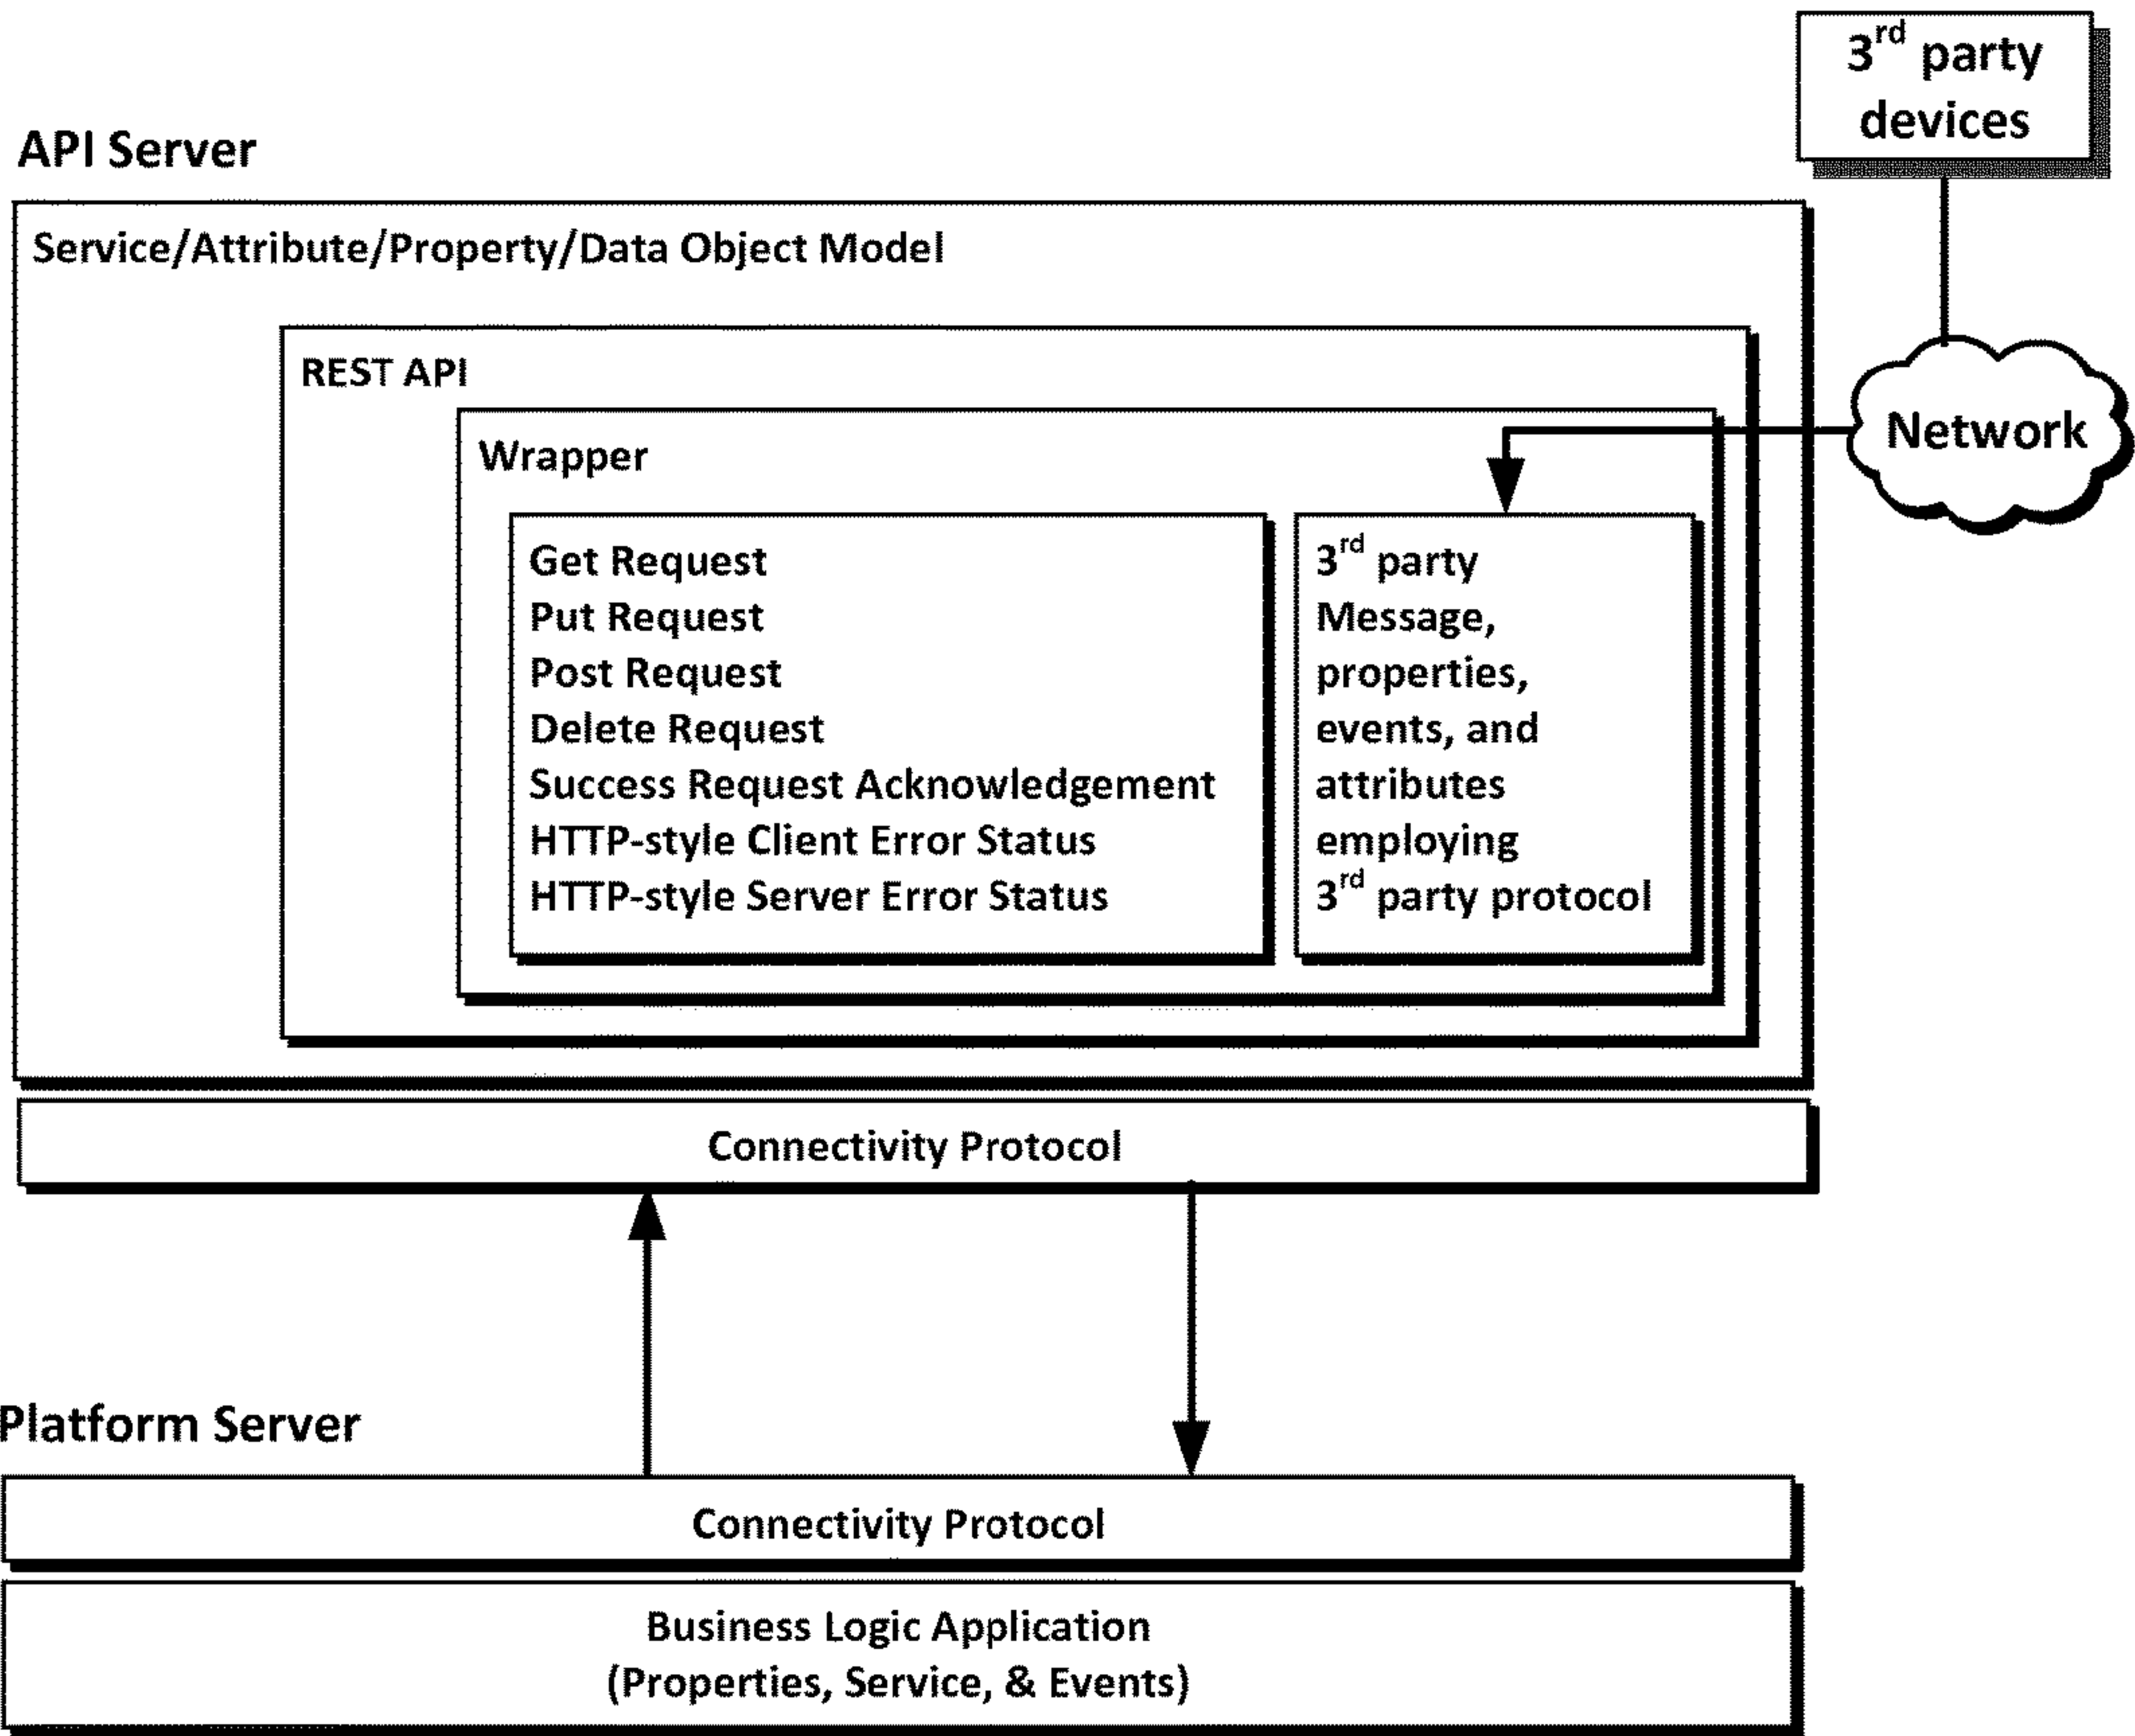 3rd party
devices
API Server
Service/Attribute/Property/Data Object Model
REST API
Network
Wrapper
Get Request
Put Request
Post Request
Delete Request
Success Request Acknowledgement
HTTP-style Client Error Status
HTTP-style Server Error Status
3rd party
Message,
properties,
events, and
attributes
employing
3rd party protocol
Connectivity Protocol
Platform Server
Connectivity Protocol
Business Logic Application
(Properties, Service, & Events)